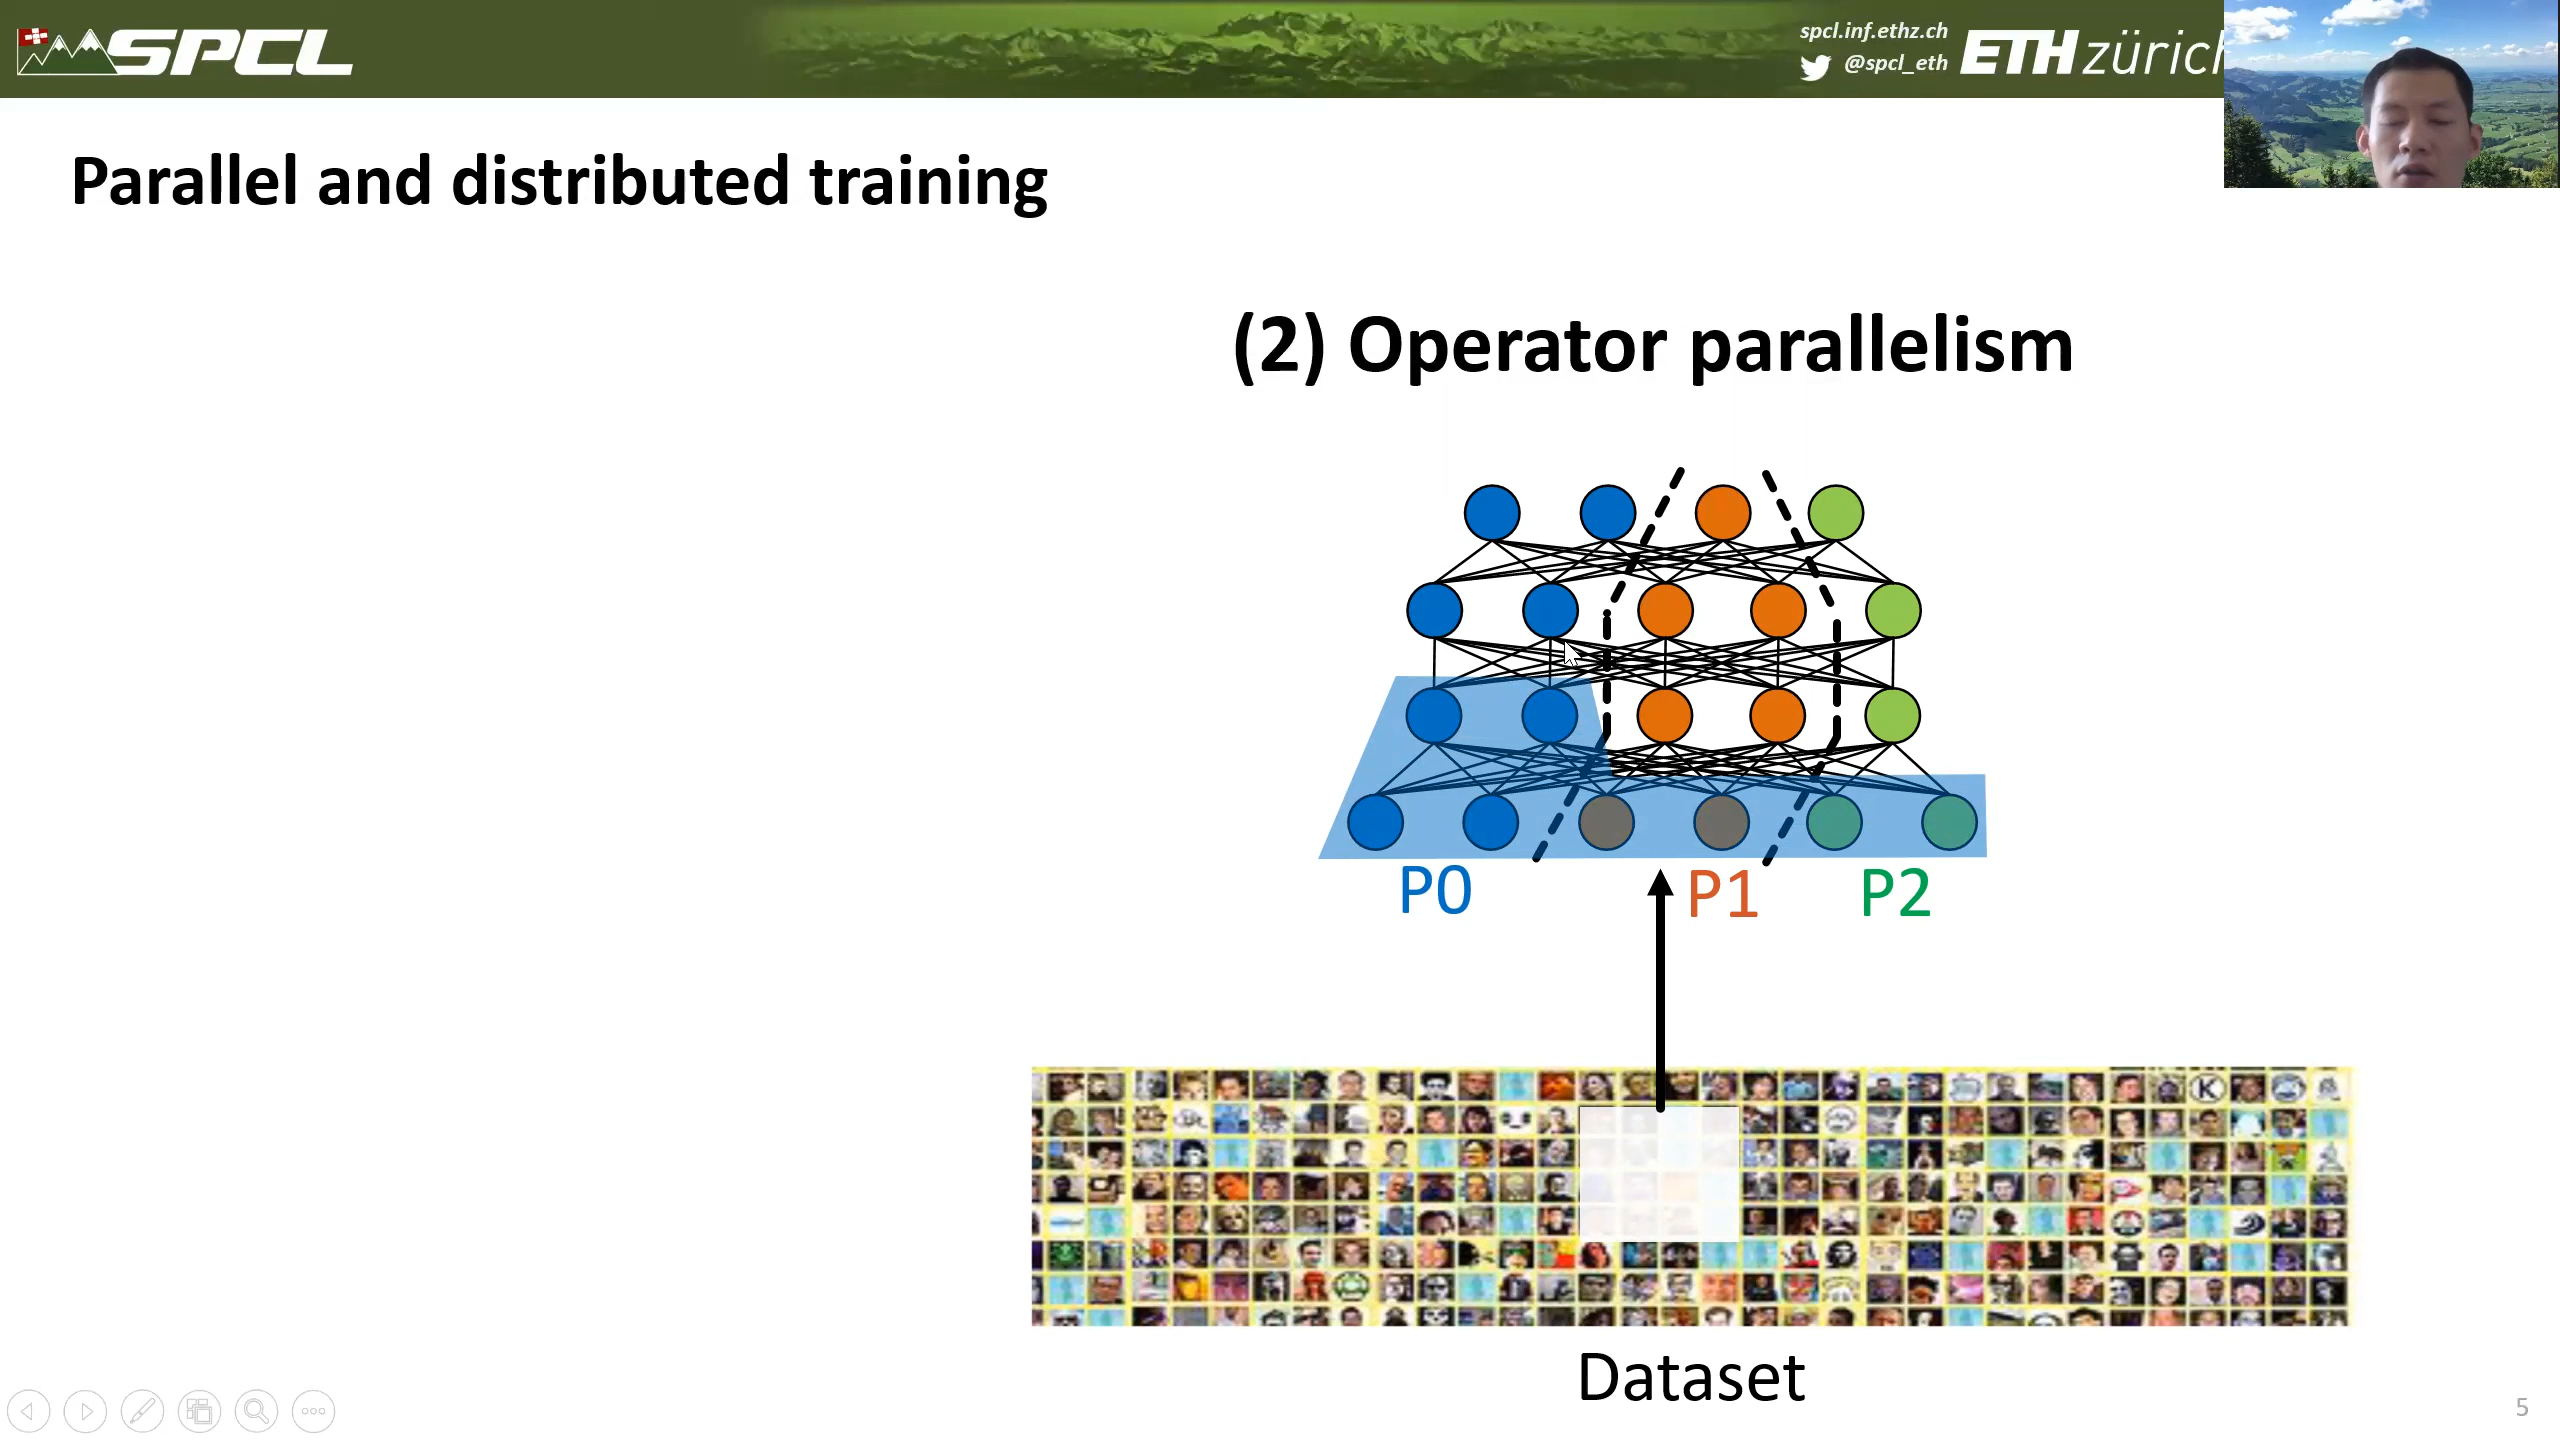 SPCL
spcl.inf.ethz.ch
@spcl_eth
ETH züricH
Parallel and distributed training
(2) Operator parallelism
P0
P1
P2
K
Dataset
5